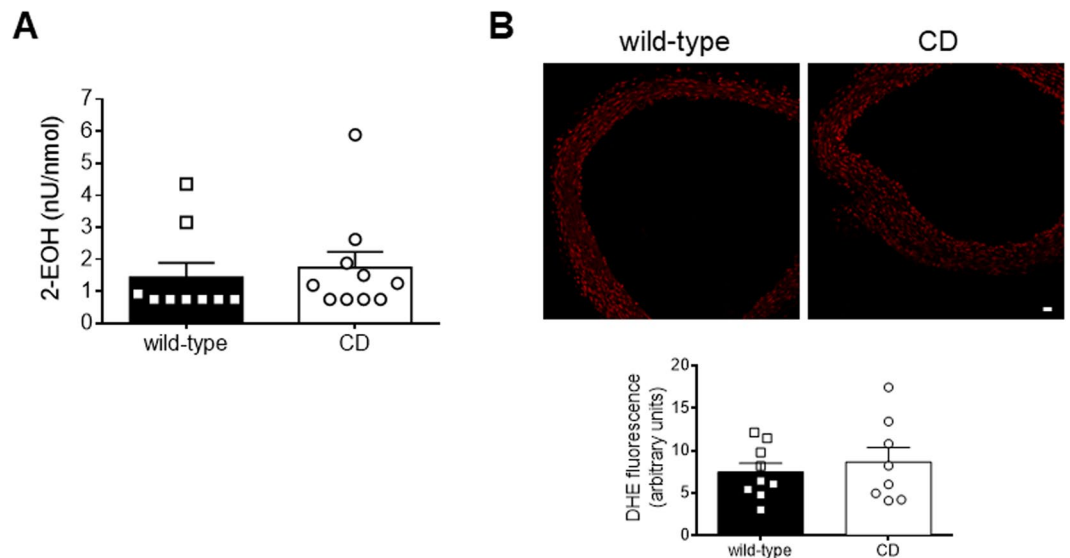 A
2-EOH (nU/nmol)
7
6
5
4
3
2
1
0
wild-type CD
B
wild-type CD
DHE fluorescence
(arbitrary units)
20
15
10
5
0
wild-type CD